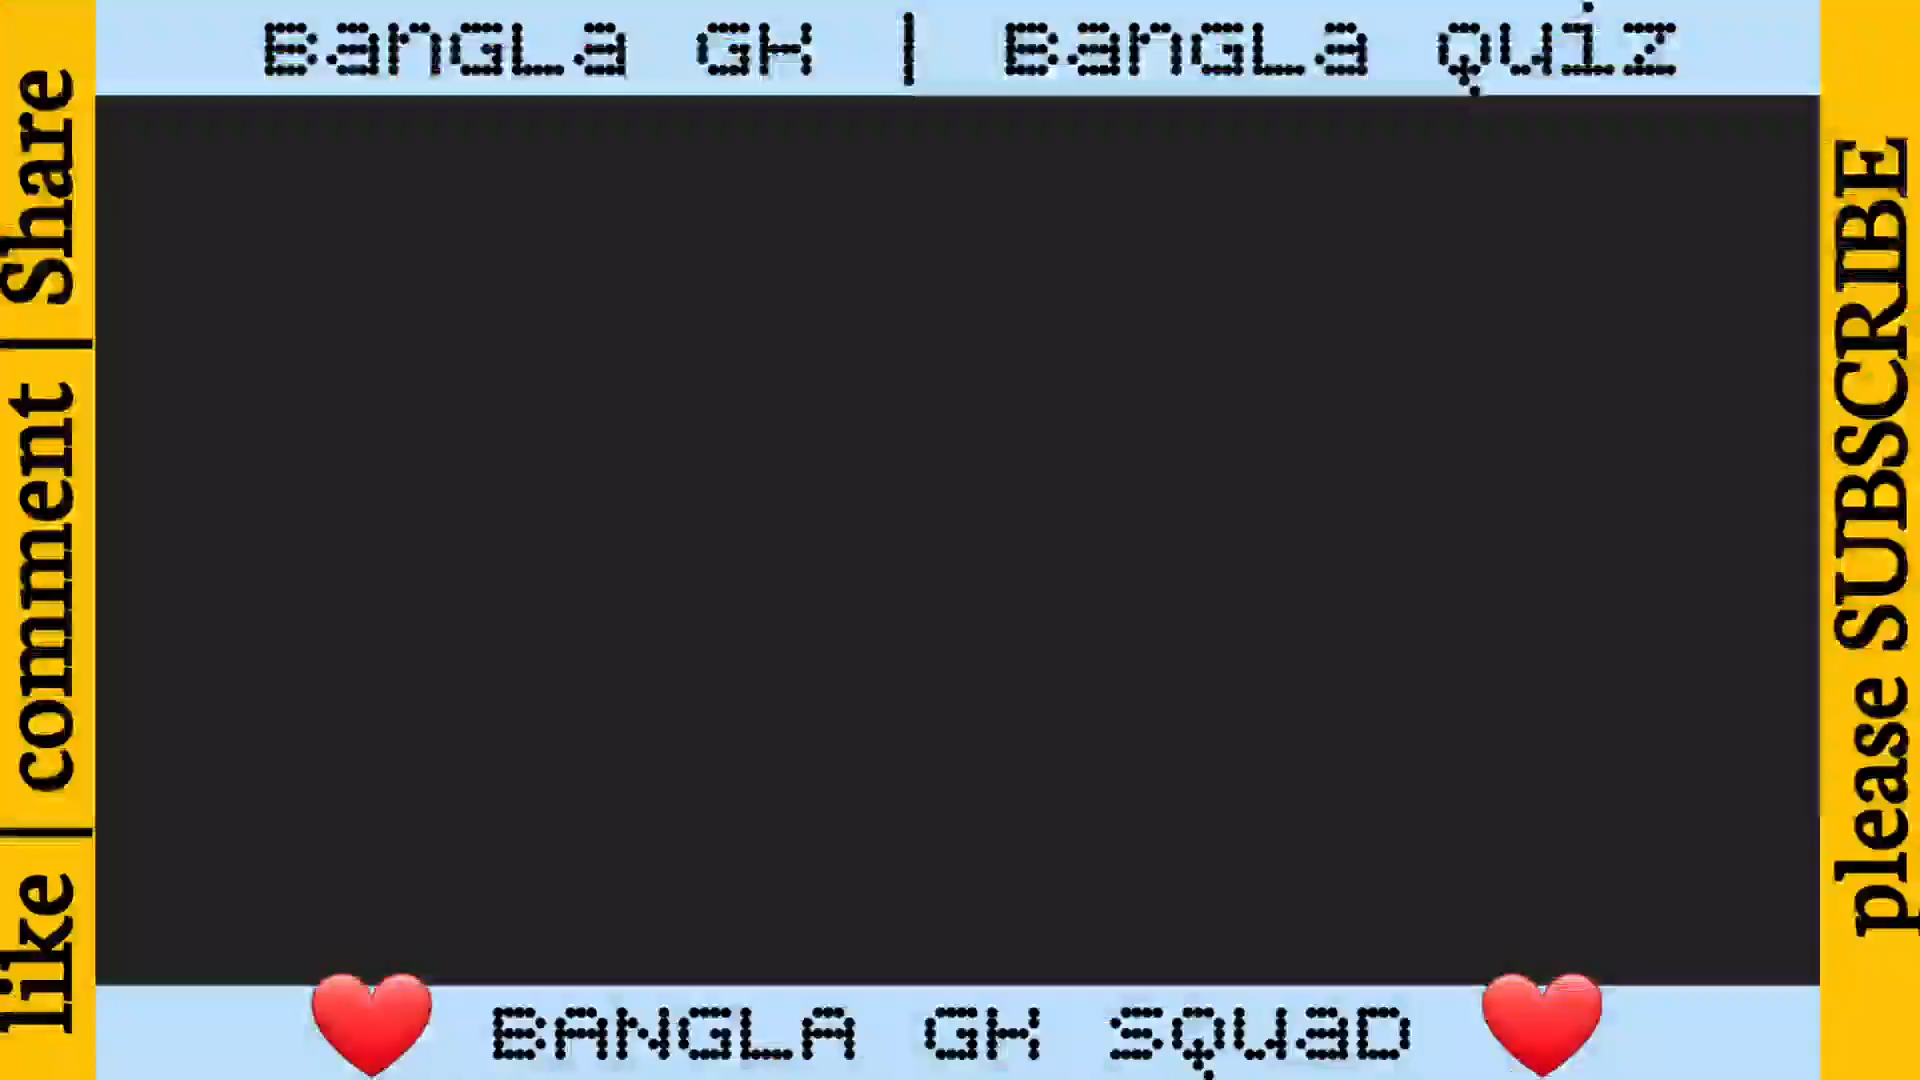 BaNGLa GK | BaNGLa Quiz
like | comment | Share
please SUBSCRIBE
BANGLA GK SQUaD